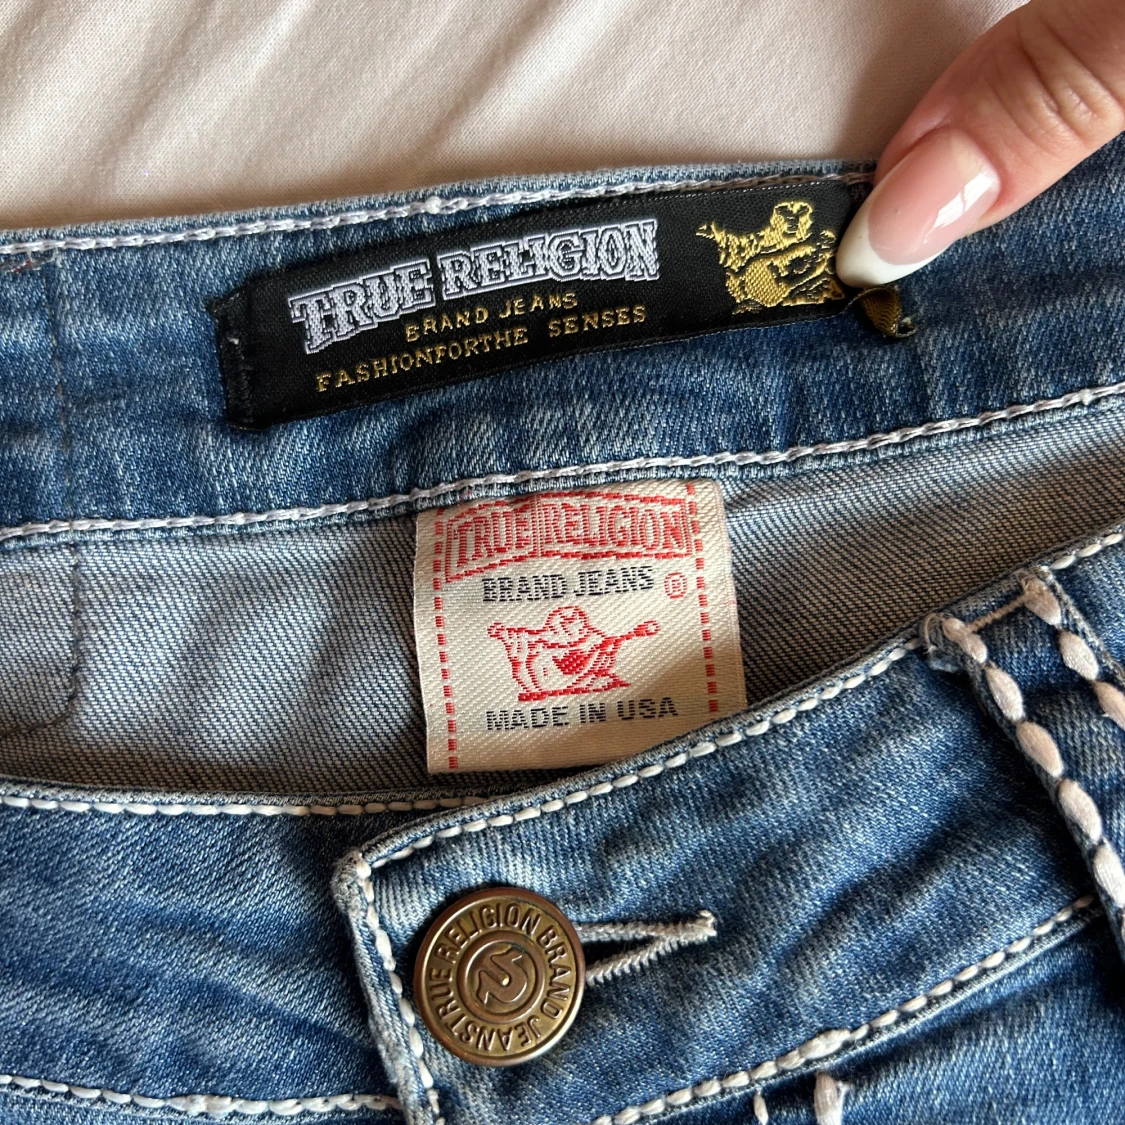 TRUE RELIGION
BRAND JEANS
FASHIONFORTHE SENSES
TRUE RELIGION
BRAND JEANS ®
MADE IN USA
TRUE RELIGION BRAND JEANS